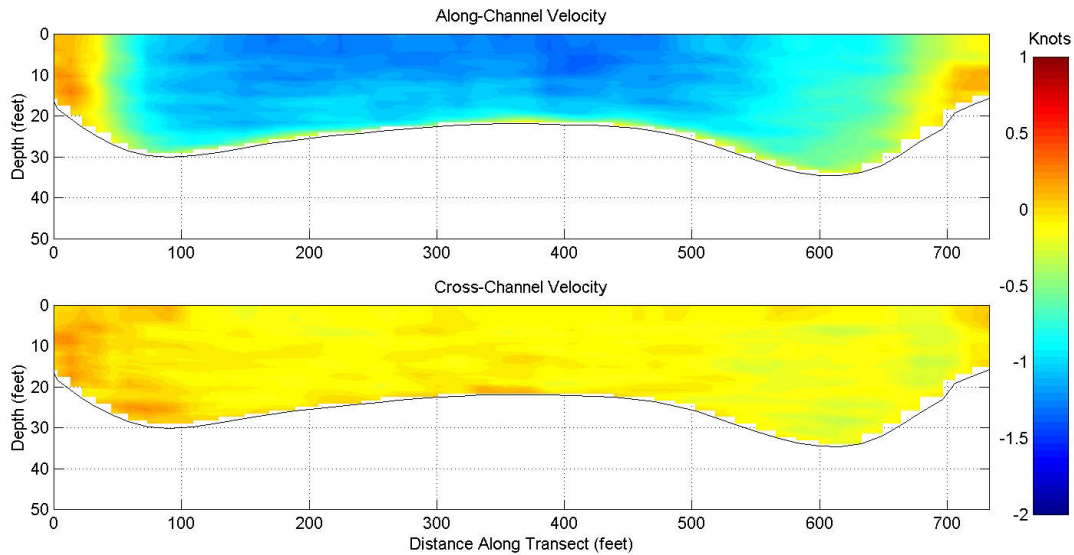 Along-Channel Velocity
Depth (feet)
0
10
20
30
40
50
0 100 200 300 400 500 600 700
Knots
1
0.5
0
-0.5
-1
-1.5
-2
Cross-Channel Velocity
Depth (feet)
0
10
20
30
40
50
0 100 200 300 400 500 600 700
Distance Along Transect (feet)